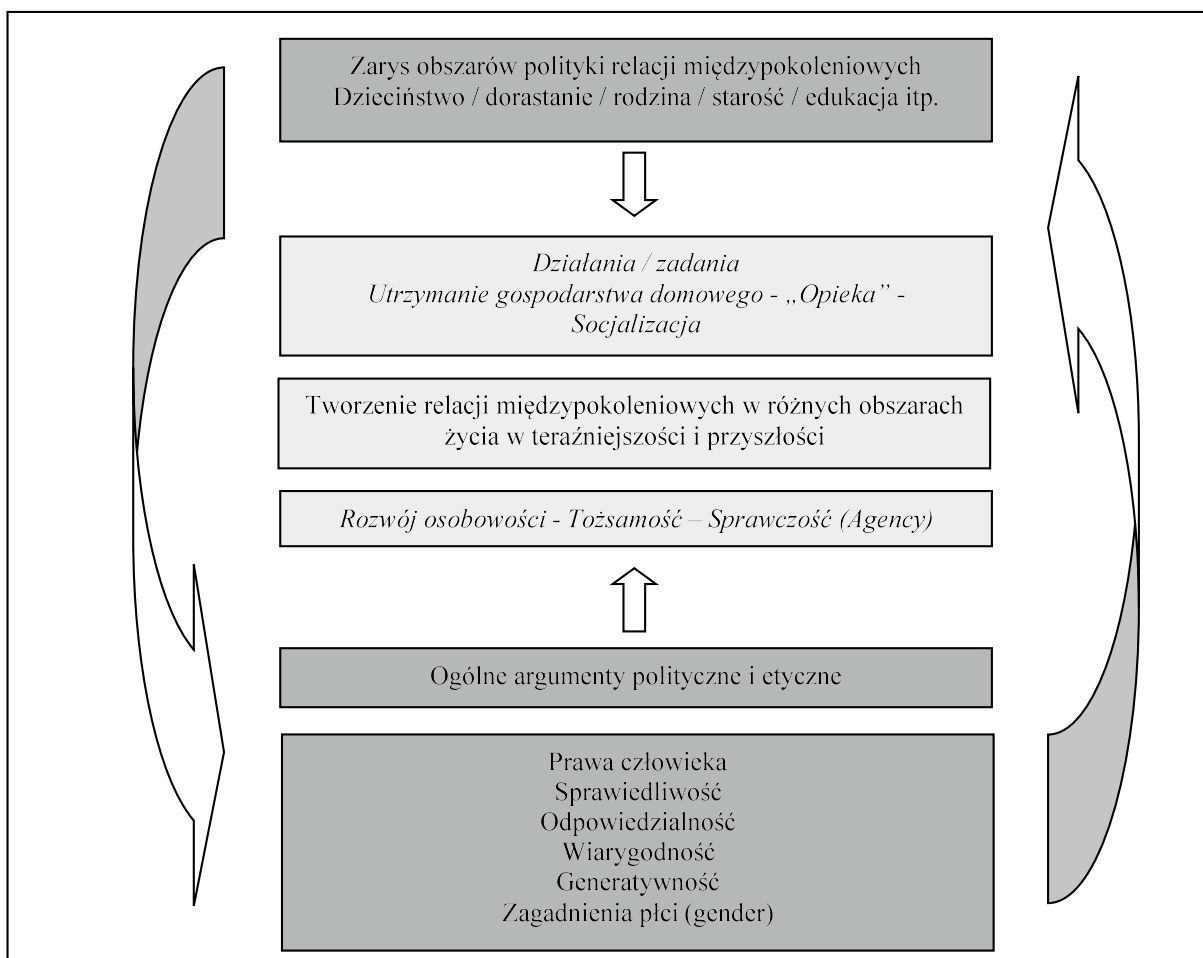 Zarys obszarów polityki relacji międzypokoleniowych
Dzieciństwo / dorastanie / rodzina / starość / edukacja itp.
Działania / zadania
Utrzymanie gospodarstwa domowego - „Opieka” -
Socjalizacja
Tworzenie relacji międzypokoleniowych w różnych obszarach
życia w teraźniejszości i przyszłości
Rozwój osobowości - Tożsamość – Sprawczość (Agency)
Ogólne argumenty polityczne i etyczne
Prawa człowieka
Sprawiedliwość
Odpowiedzialność
Wiarygodność
Generatywność
Zagadnienia płci (gender)